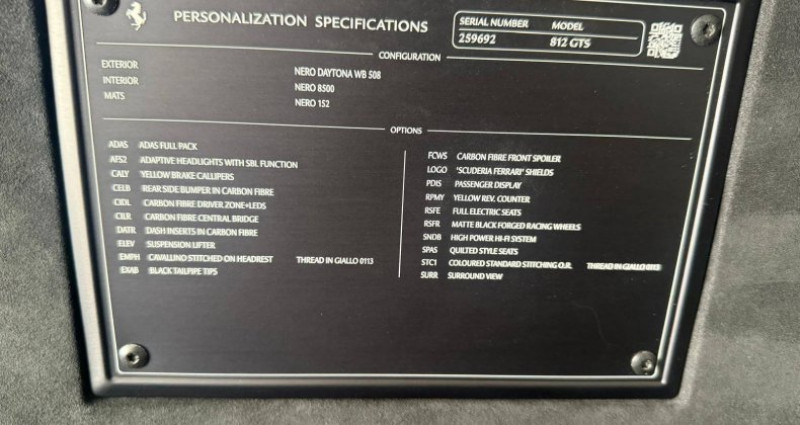 PERSONALIZATION SPECIFICATIONS
SERIAL NUMBER MODEL
259692 812 GTS
CONFIGURATION
EXTERIOR NERO DAYTONA WB 508
INTERIOR NERO 8500
MATS NERO 152
OPTIONS
ADAS ADAS FULL PACK
AFS2 ADAPTIVE HEADLIGHTS WITH SBL FUNCTION
CALY YELLOW BRAKE CALLIPERS
CELB REAR SIDE BUMPER IN CARBON FIBRE
CIDL CARBON FIBRE DRIVER ZONE+LEDS
CILR CARBON FIBRE CENTRAL BRIDGE
DATR DASH INSERTS IN CARBON FIBRE
ELEV SUSPENSION LIFTER
EMPH CAVALLINO STITCHED ON HEADREST THREAD IN GIALLO 0113
EXAB BLACK TAILPIPE TIPS
FCWS CARBON FIBRE FRONT SPOILER
LOGO "SCUDERIA FERRARI" SHIELDS
PDIS PASSENGER DISPLAY
RPMY YELLOW REV. COUNTER
RSFE FULL ELECTRIC SEATS
RSFR MATTE BLACK FORGED RACING WHEELS
SNDB HIGH POWER HI-FI SYSTEM
SPAS QUILTED STYLE SEATS
STC1 COLOURED STANDARD STITCHING O.R. THREAD IN GIALLO 0113
SURR SURROUND VIEW